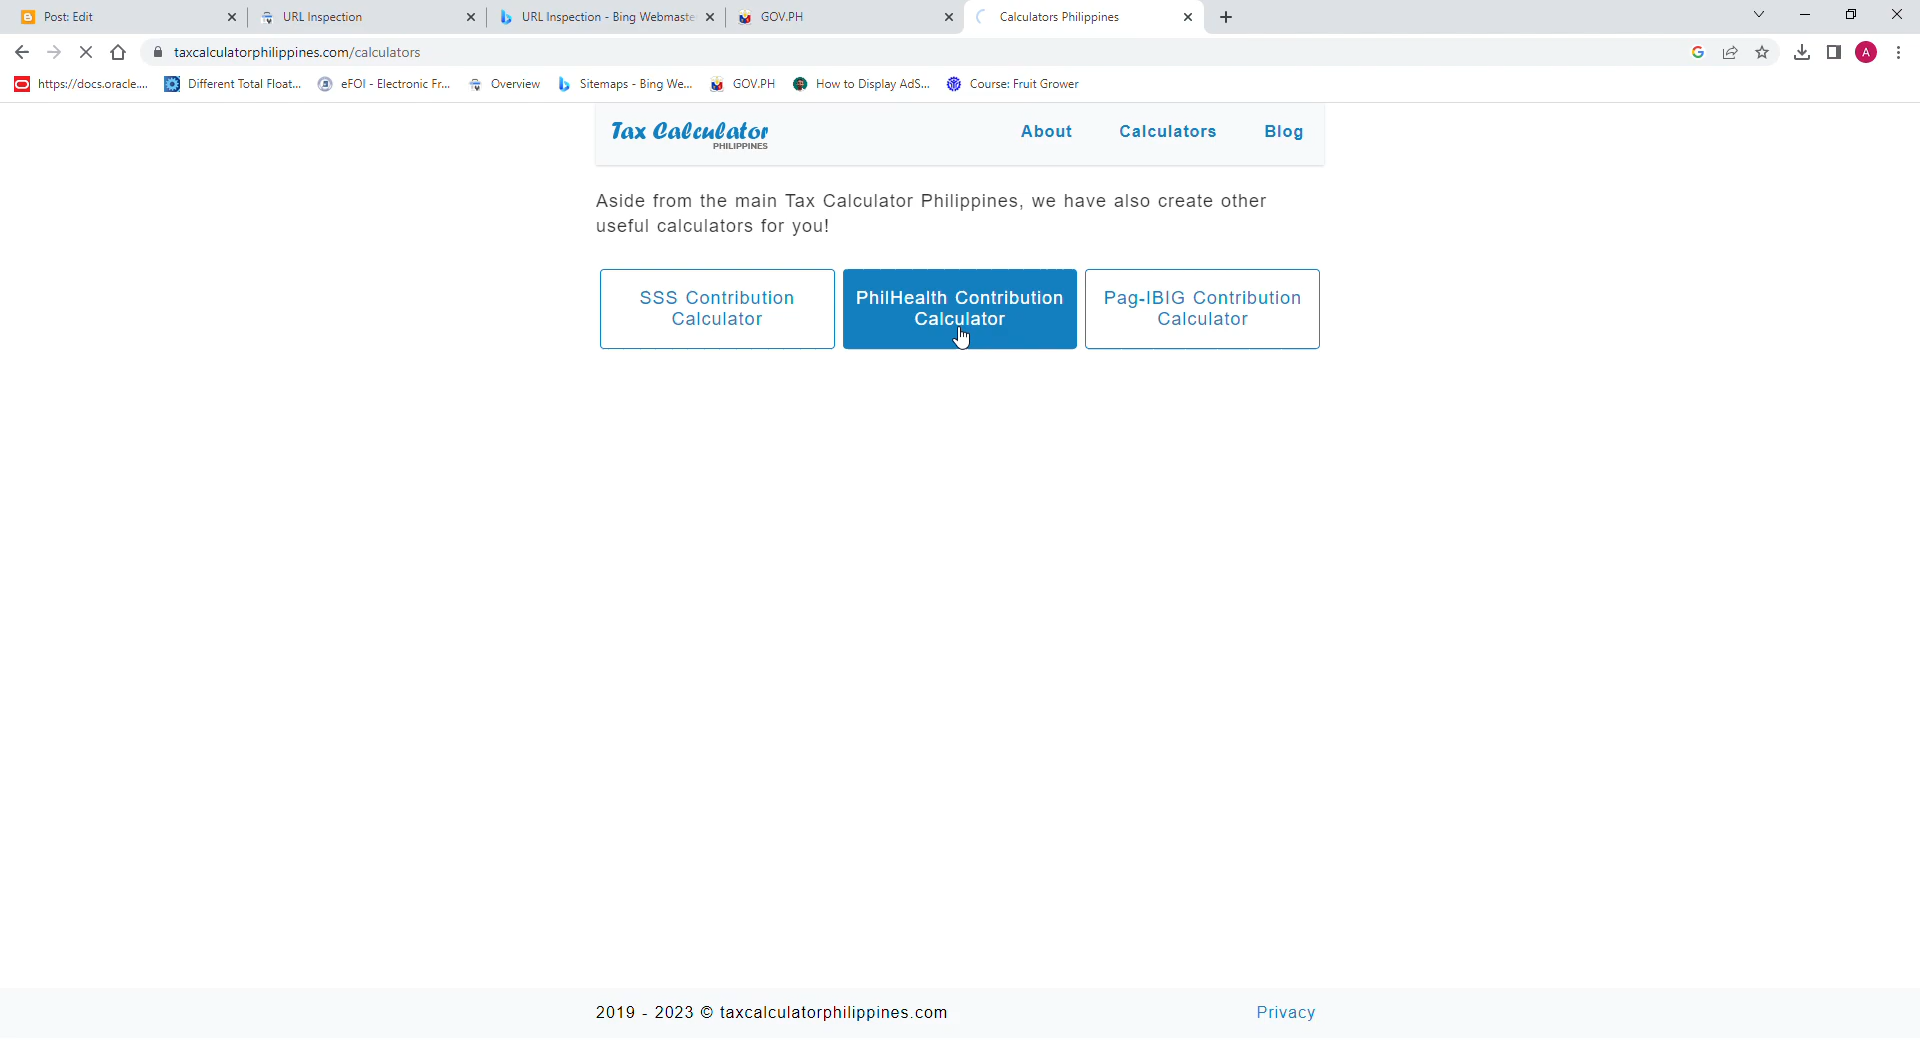 Post: Edit
URL Inspection
URL Inspection - Bing Webmaste
GOV.PH
Calculators Philippines
taxcalculatorphilippines.com/calculators
A
https://docs.oracle....
Different Total Float...
eFOI - Electronic Fr...
Overview
Sitemaps - Bing We...
GOV.PH
How to Display AdS...
Course: Fruit Grower
Tax Calculator
PHILIPPINES
About
Calculators
Blog
Aside from the main Tax Calculator Philippines, we have also create other
useful calculators for you!
SSS Contribution
Calculator
PhilHealth Contribution
Calculator
Pag-IBIG Contribution
Calculator
2019 - 2023 © taxcalculatorphilippines.com
Privacy